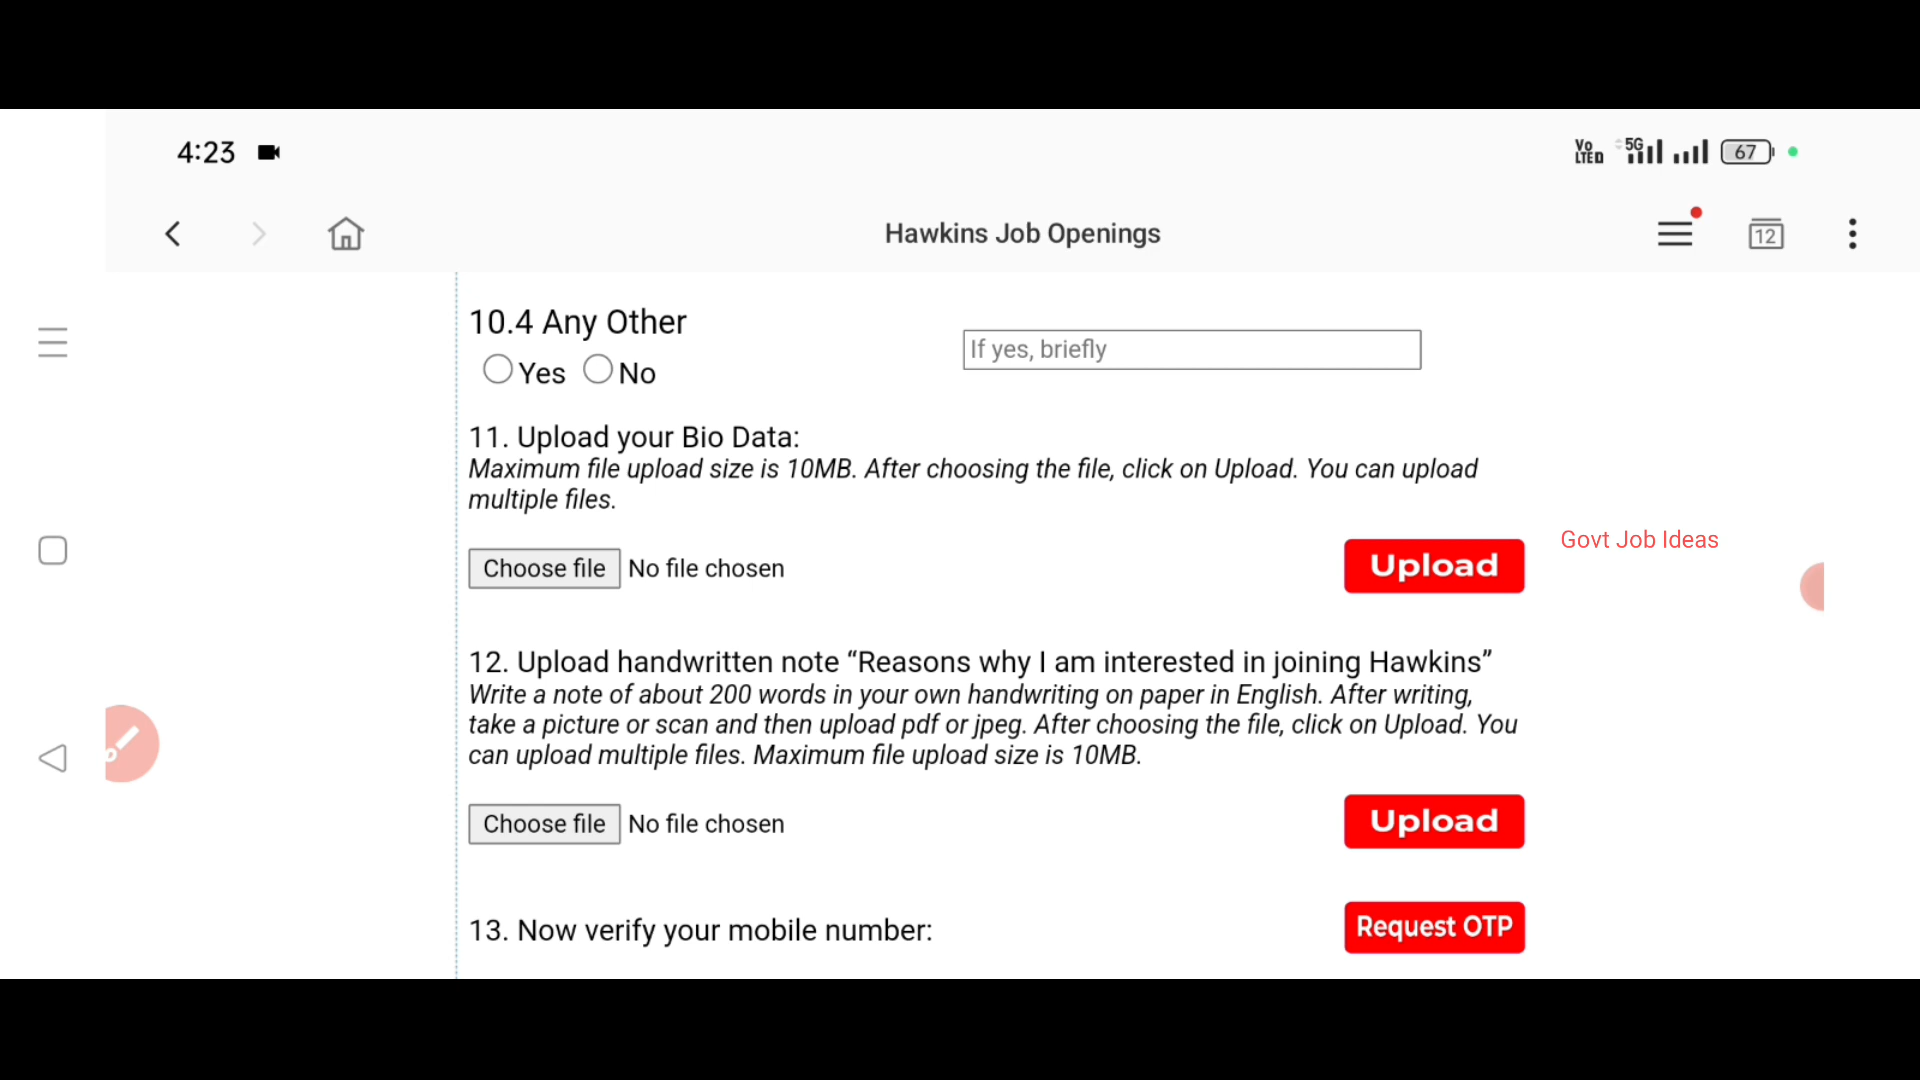 4:23
Vo LTE 5G 67
Hawkins Job Openings
12
10.4 Any Other
If yes, briefly
Yes No
11. Upload your Bio Data:
Maximum file upload size is 10MB. After choosing the file, click on Upload. You can upload
multiple files.
Govt Job Ideas
Choose file No file chosen Upload
12. Upload handwritten note “Reasons why I am interested in joining Hawkins”
Write a note of about 200 words in your own handwriting on paper in English. After writing,
take a picture or scan and then upload pdf or jpeg. After choosing the file, click on Upload. You
can upload multiple files. Maximum file upload size is 10MB.
Choose file No file chosen Upload
13. Now verify your mobile number: Request OTP